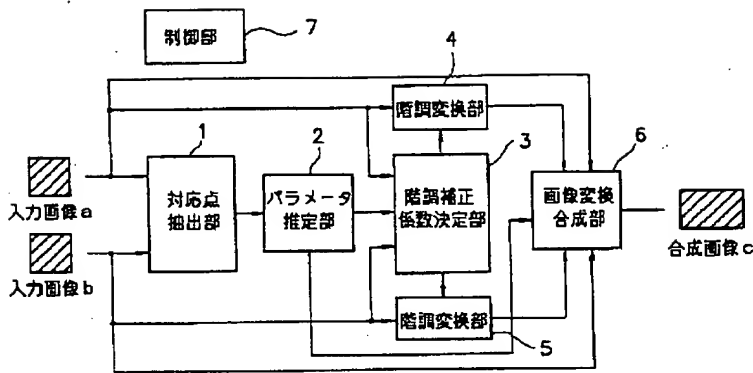 制御部
7
4
階調変換部
1
2
3
6
対応点
抽出部
パラメータ
推定部
階調補正
係数決定部
画像変換
合成部
入力画像a
合成画像c
入力画像b
階調変換部
5